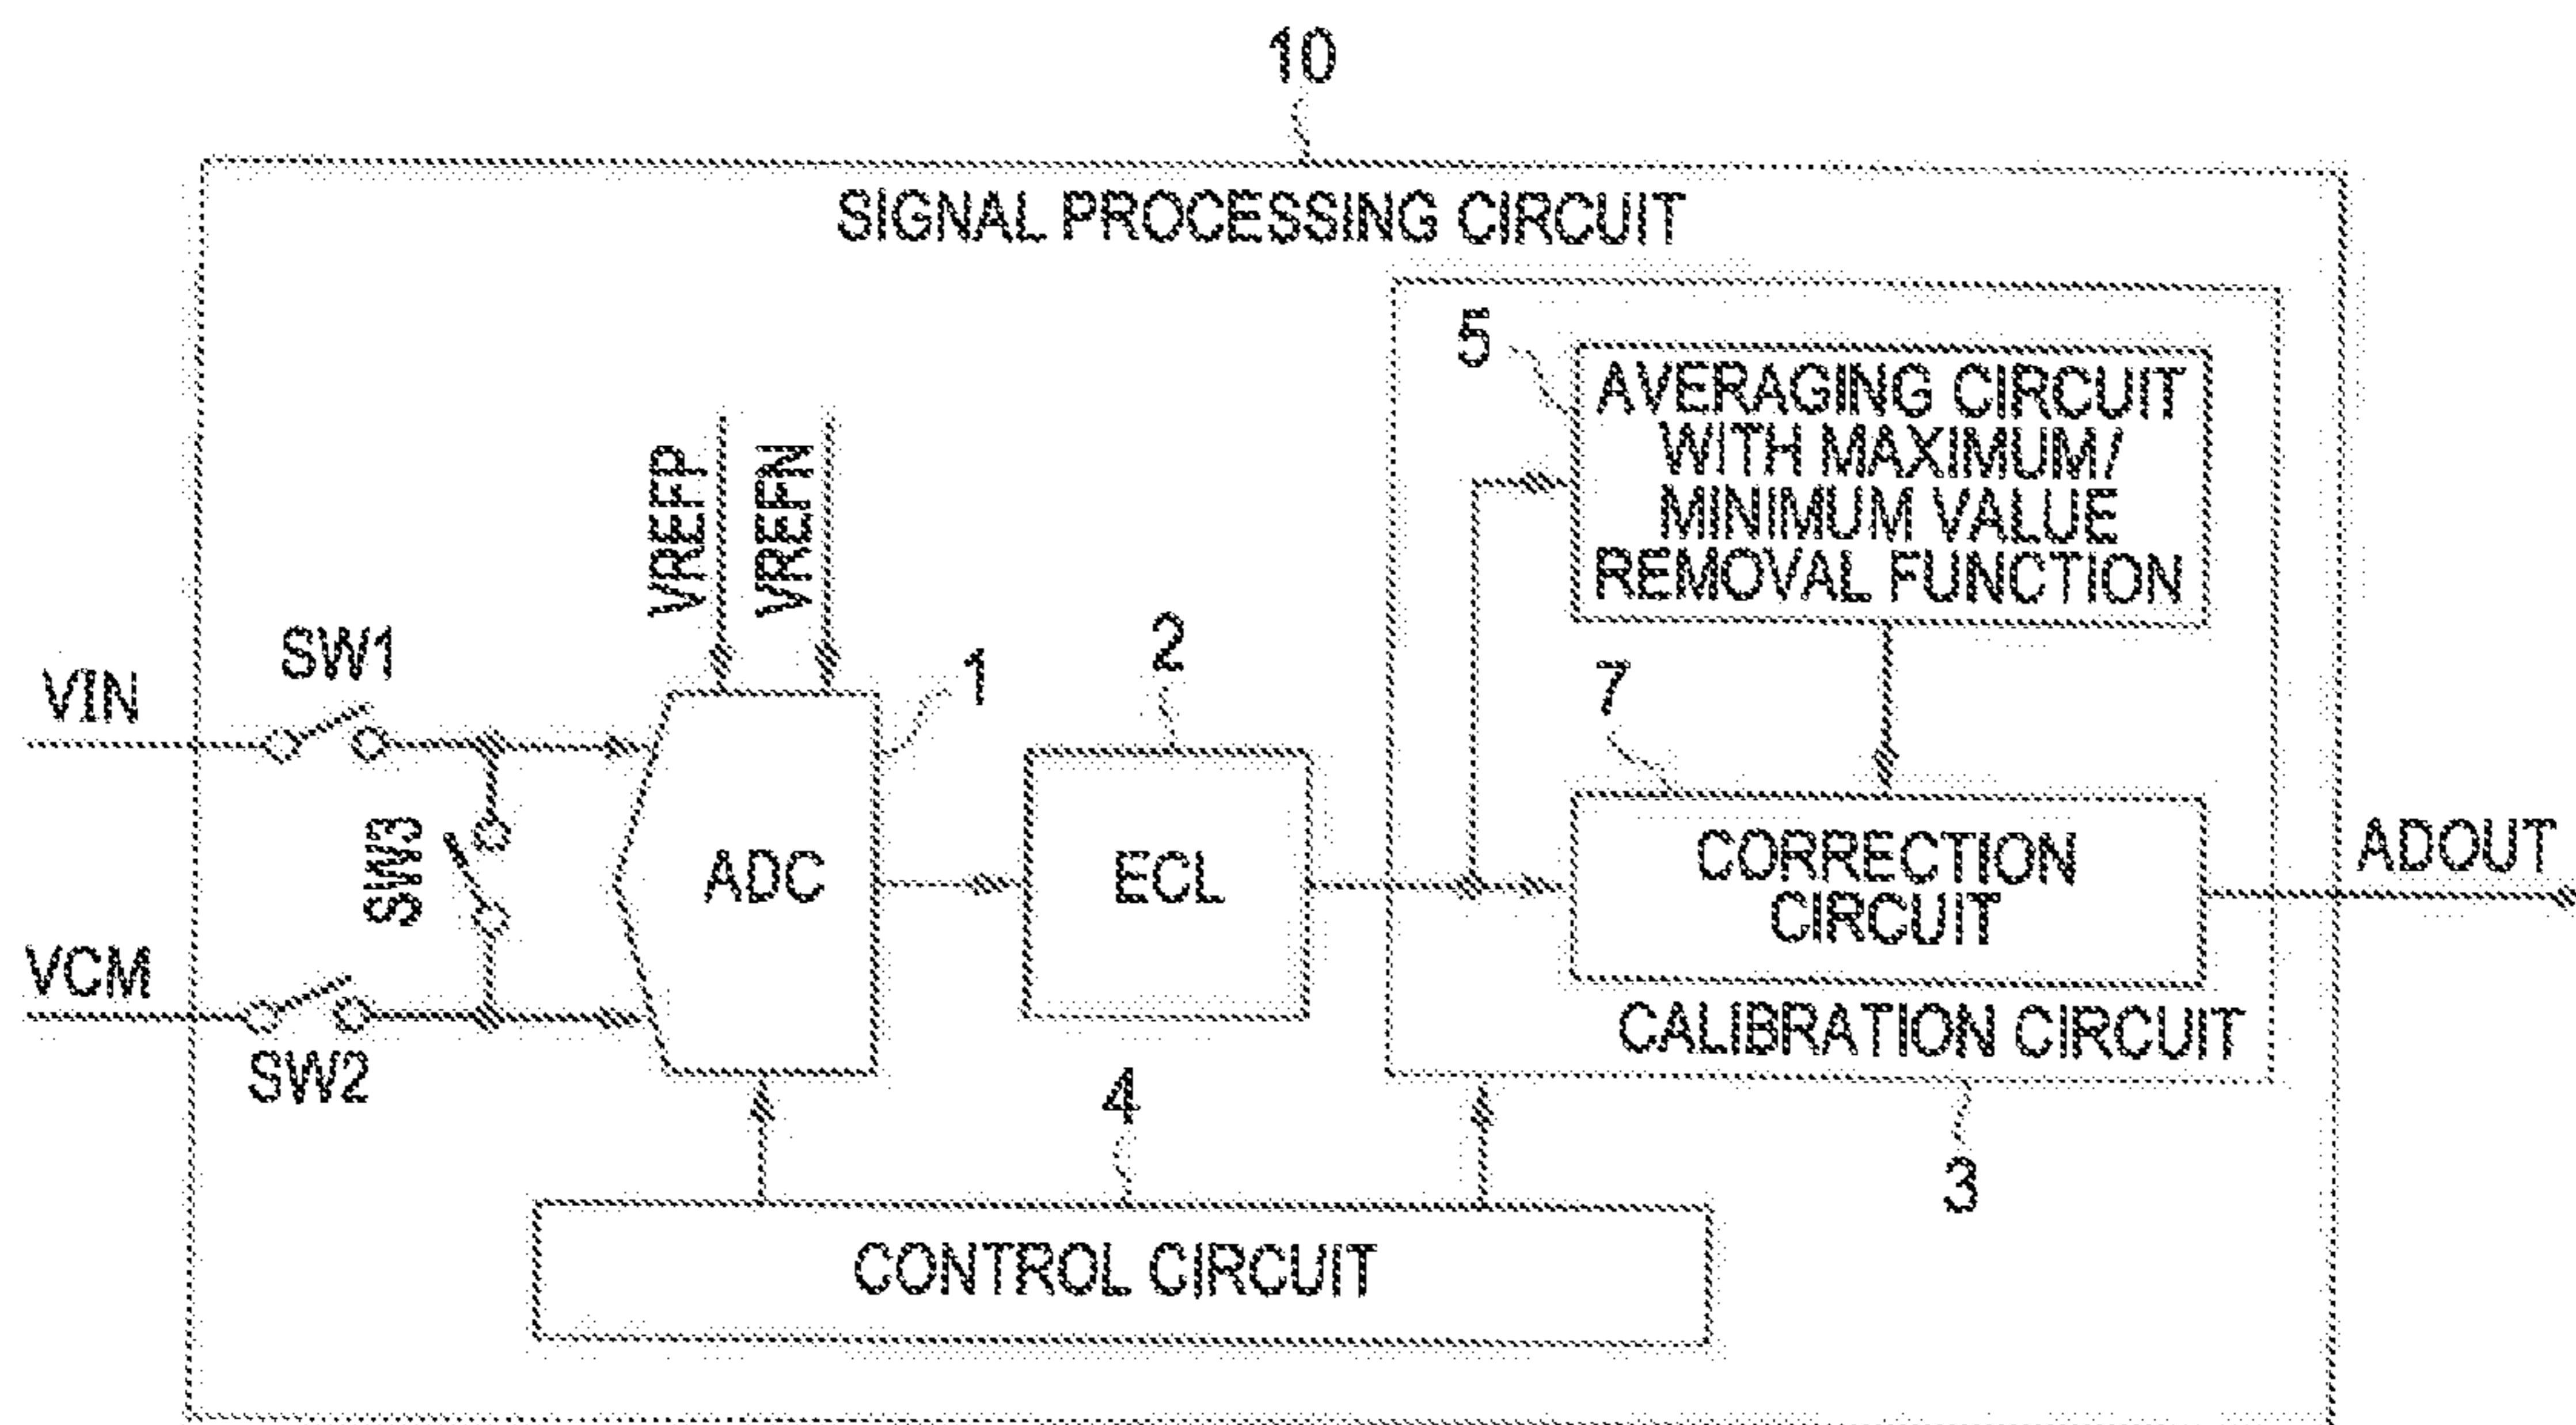 10
SIGNAL PROCESSING CIRCUIT
5
AVERAGING CIRCUIT
WITH MAXIMUM/
MINIMUM VALUE
REMOVAL FUNCTION
VREFP
VREFN
SW1
VIN
1
2
7
SW3
ADC
ECL
CORRECTION
CIRCUIT
ADOUT
VCM
SW2
CALIBRATION CIRCUIT
4
3
CONTROL CIRCUIT